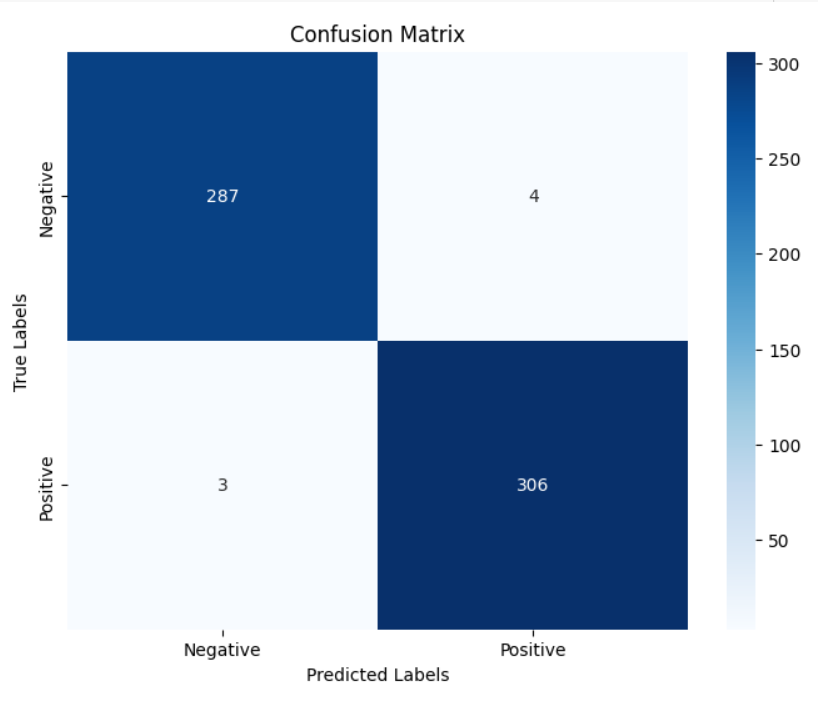 Confusion Matrix
True Labels
Negative
Positive
287
4
3
306
Negative
Positive
Predicted Labels
300
250
200
150
100
50